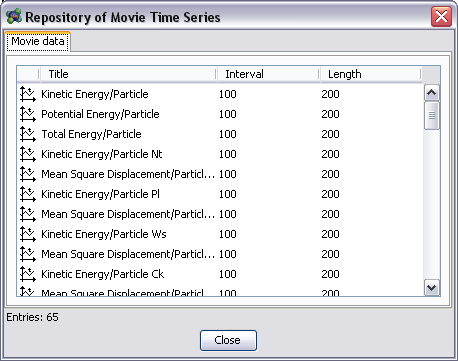 Repository of Movie Time Series
Movie data
Title Interval Length
Kinetic Energy/Particle 100 200
Potential Energy/Particle 100 200
Total Energy/Particle 100 200
Kinetic Energy/Particle Nt 100 200
Mean Square Displacement/Particl... 100 200
Kinetic Energy/Particle Pl 100 200
Mean Square Displacement/Particl... 100 200
Kinetic Energy/Particle Ws 100 200
Mean Square Displacement/Particl... 100 200
Kinetic Energy/Particle Ck 100 200
Mean Square Displacement/Particl... 100 200
Entries: 65
Close